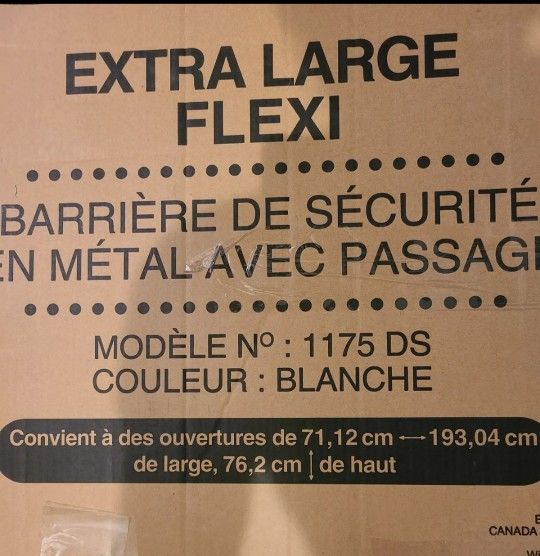 EXTRA LARGE
FLEXI
BARRIÈRE DE SÉCURITÉ
EN MÉTAL AVEC PASSAGE
MODÈLE Nº : 1175 DS
COULEUR : BLANCHE
Convient à des ouvertures de 71,12 cm ↔ 193,04 cm
de large, 76,2 cm ↕ de haut
CANADA